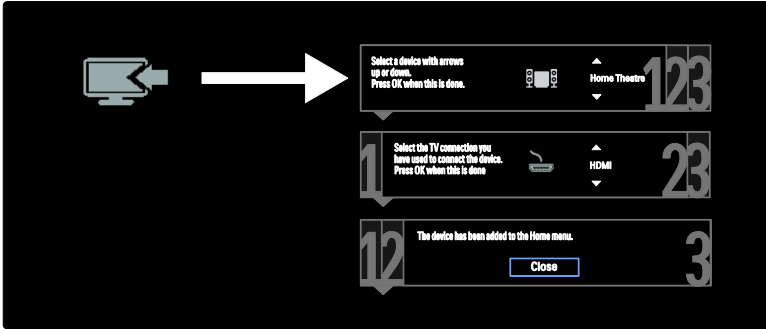 Select a device with arrows
up or down.
Press OK when this is done.
Home Theatre
123
1
Select the TV connection you
have used to connect the device.
Press OK when this is done
HDMI
23
12
The device has been added to the Home menu.
Close
3